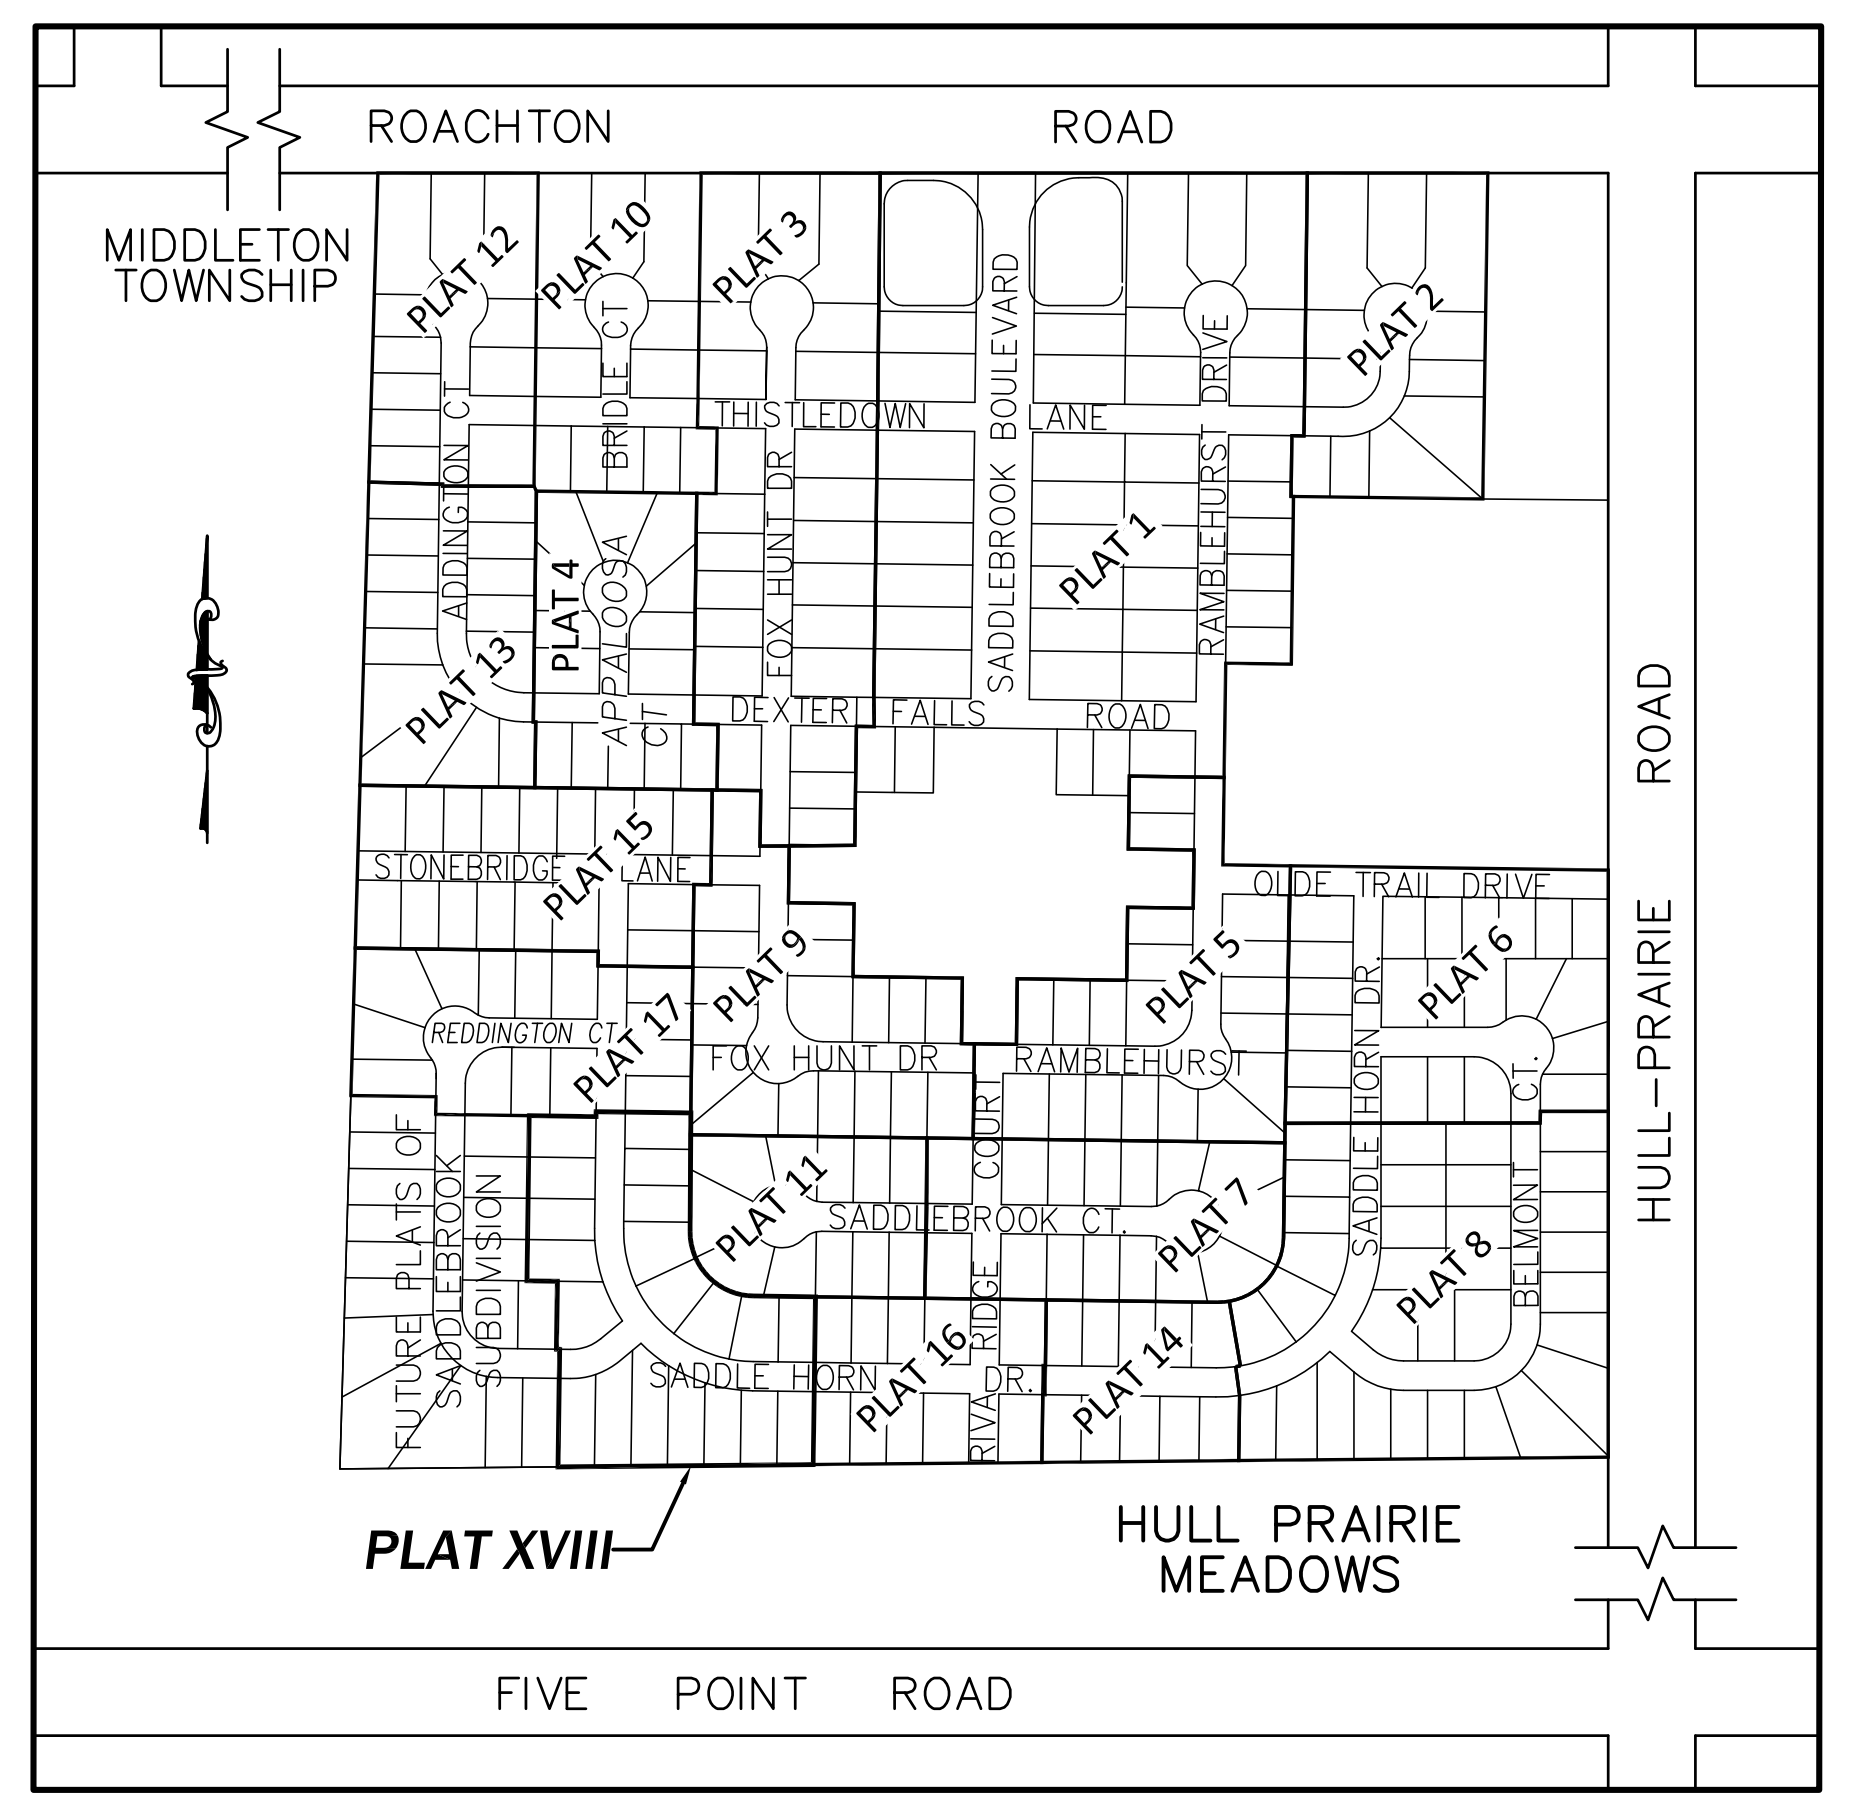 ROACHTON ROAD
MIDDLETON
TOWNSHIP
PLAT 12
PLAT 10
PLAT 3
PLAT 2
BRIDLE CT
SADDLEBROOK BOULEVARD
RAMBLEHURST DRIVE
THISTLEDOWN LANE
ADDINGTON CT
ADDINGTON
FOX HUNT DR
PLAT 1
PLAT 4
APPALOOSA
CT
PLAT 13
DEXTER FALLS ROAD
HULL-PRAIRIE ROAD
PLAT 15
STONEBRIDGE LANE
OLDE TRAIL DRIVE
PLAT 9
PLAT 5
PLAT 6
REDDINGTON CT
PLAT 17
FOX HUNT DR
RAMBLEHURST
SADDLE HORN DR.
BELMONT CT.
RIVA RIDGE COURT
FUTURE PLATS OF
SADDLEBROOK
SADDLEBROOK
SUBDIVISION
SUBDIVISION
PLAT 11
SADDLEBROOK CT.
PLAT 7
PLAT 8
SADDLE HORN DR.
PLAT 16
PLAT 14
PLAT XVIII
HULL PRAIRIE
MEADOWS
FIVE POINT ROAD